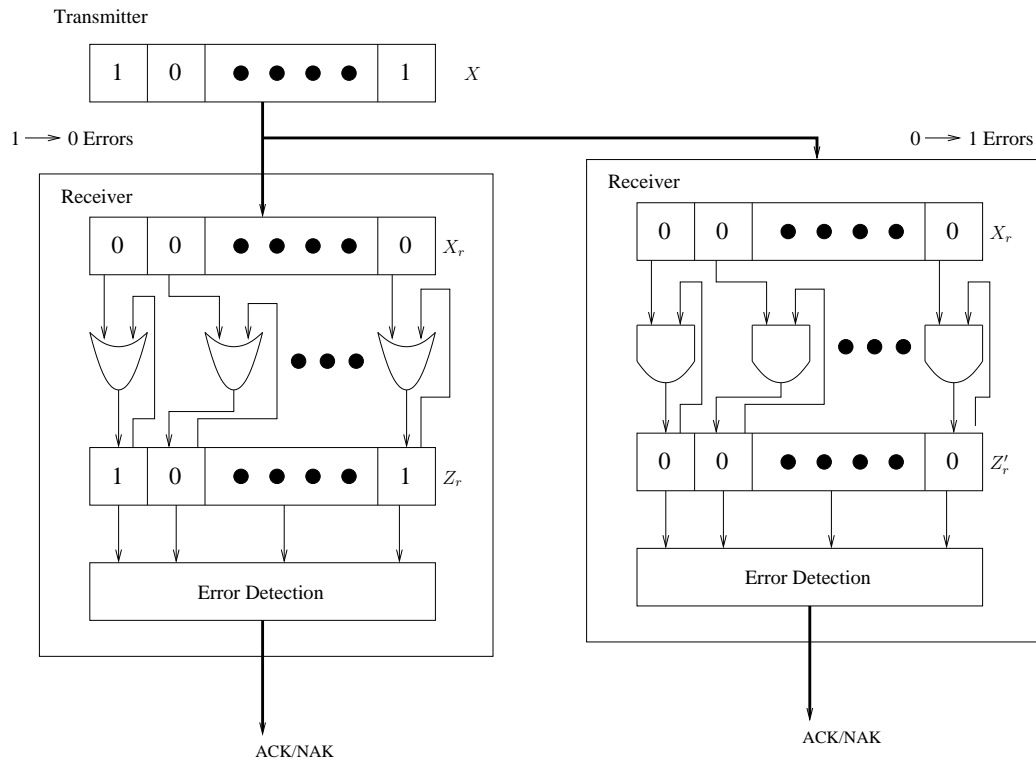 Transmitter
1 0 1 X
1 → 0 Errors
0 → 1 Errors
Receiver
0 0 0 X_r
1 0 1 Z_r
Error Detection
ACK/NAK
Receiver
0 0 0 X_r
0 0 0 Z'_r
Error Detection
ACK/NAK